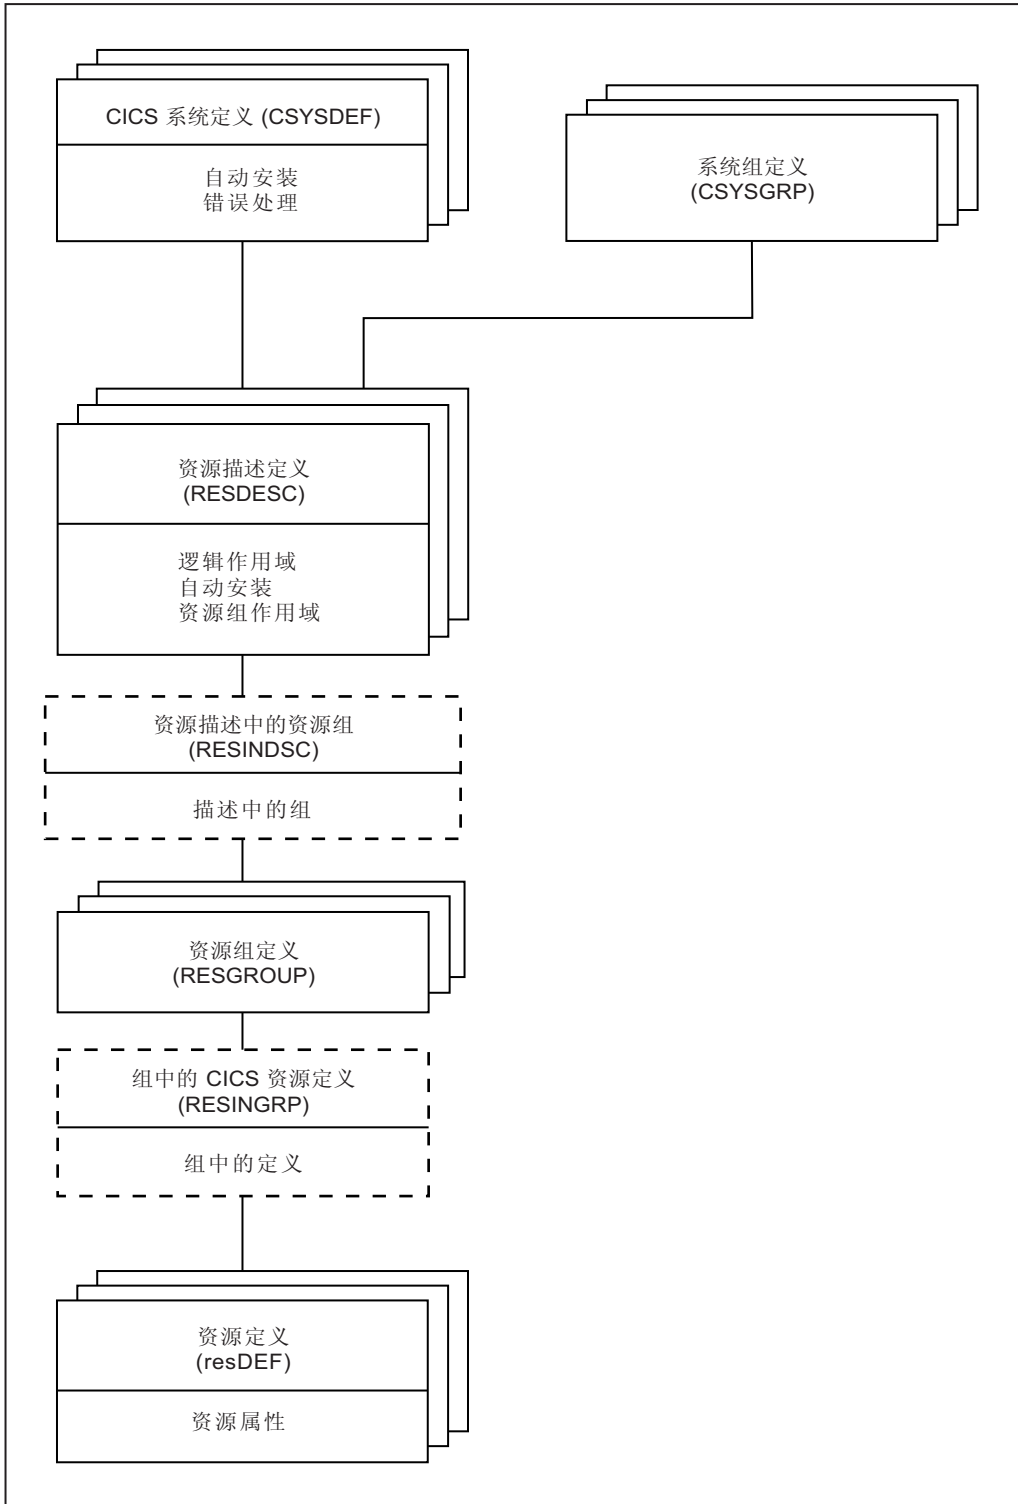 CICS 系统定义 (CSYSDEF)
自动安装
错误处理
系统组定义
(CSYSGRP)
资源描述定义
(RESDESC)
逻辑作用域
自动安装
资源组作用域
资源描述中的资源组
(RESINDSC)
描述中的组
资源组定义
(RESGROUP)
组中的 CICS 资源定义
(RESINGRP)
组中的定义
资源定义
(resDEF)
资源属性